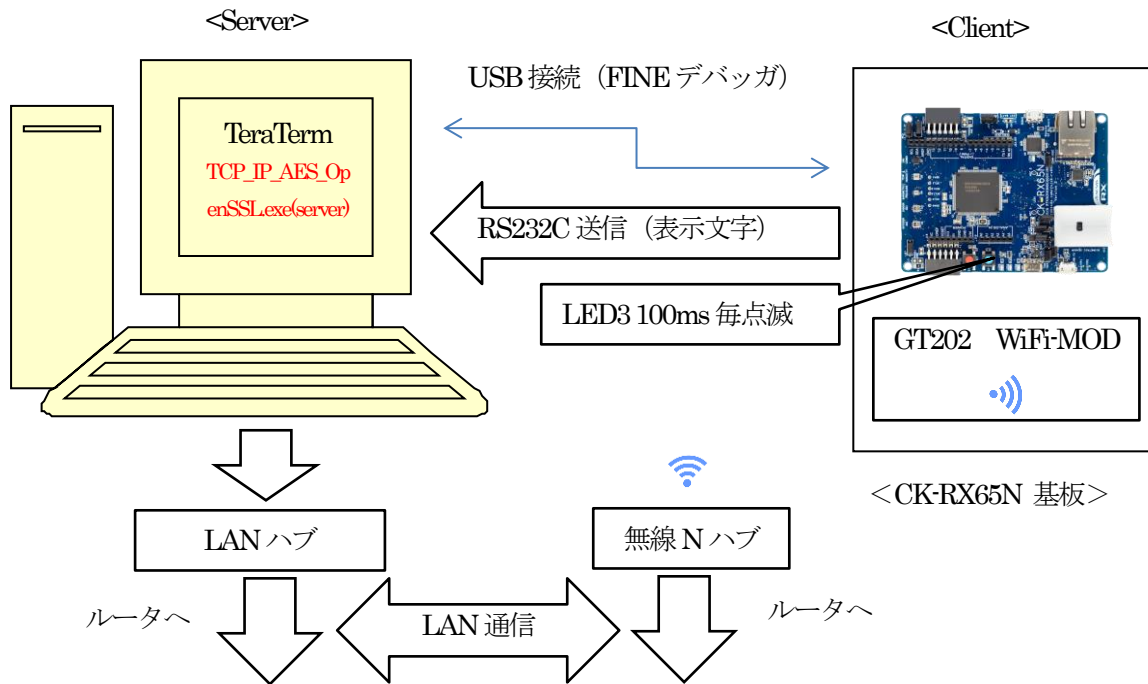 <Server>
<Client>
USB 接続（FINE デバッガ）
TeraTerm
TCP_IP_AES_Op
enSSL.exe(server)
CK-RX65N
RS232C 送信（表示文字）
LED3 100ms 毎点滅
GT202 WiFi-MOD
＜CK-RX65N 基板＞
LAN ハブ
無線 N ハブ
ルータへ
LAN 通信
ルータへ